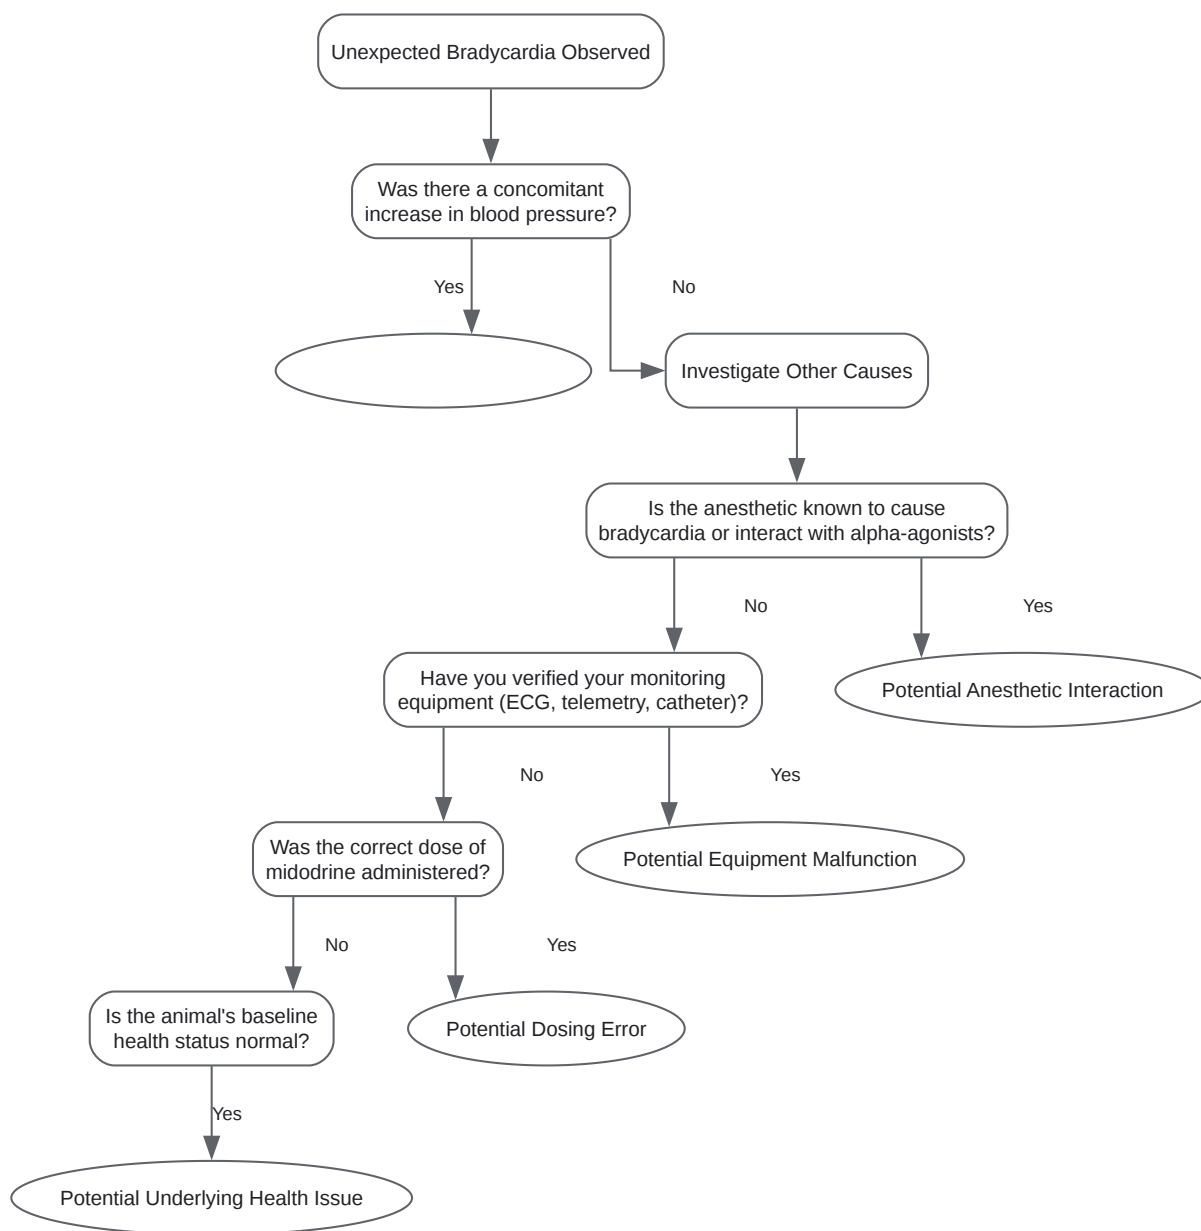 Unexpected Bradycardia Observed
Was there a concomitant
increase in blood pressure?
Yes
No
Investigate Other Causes
Is the anesthetic known to cause
bradycardia or interact with alpha-agonists?
No
Yes
Have you verified your monitoring
equipment (ECG, telemetry, catheter)?
Potential Anesthetic Interaction
No
Yes
Was the correct dose of
midodrine administered?
Potential Equipment Malfunction
No
Yes
Is the animal's baseline
health status normal?
Potential Dosing Error
Yes
Potential Underlying Health Issue